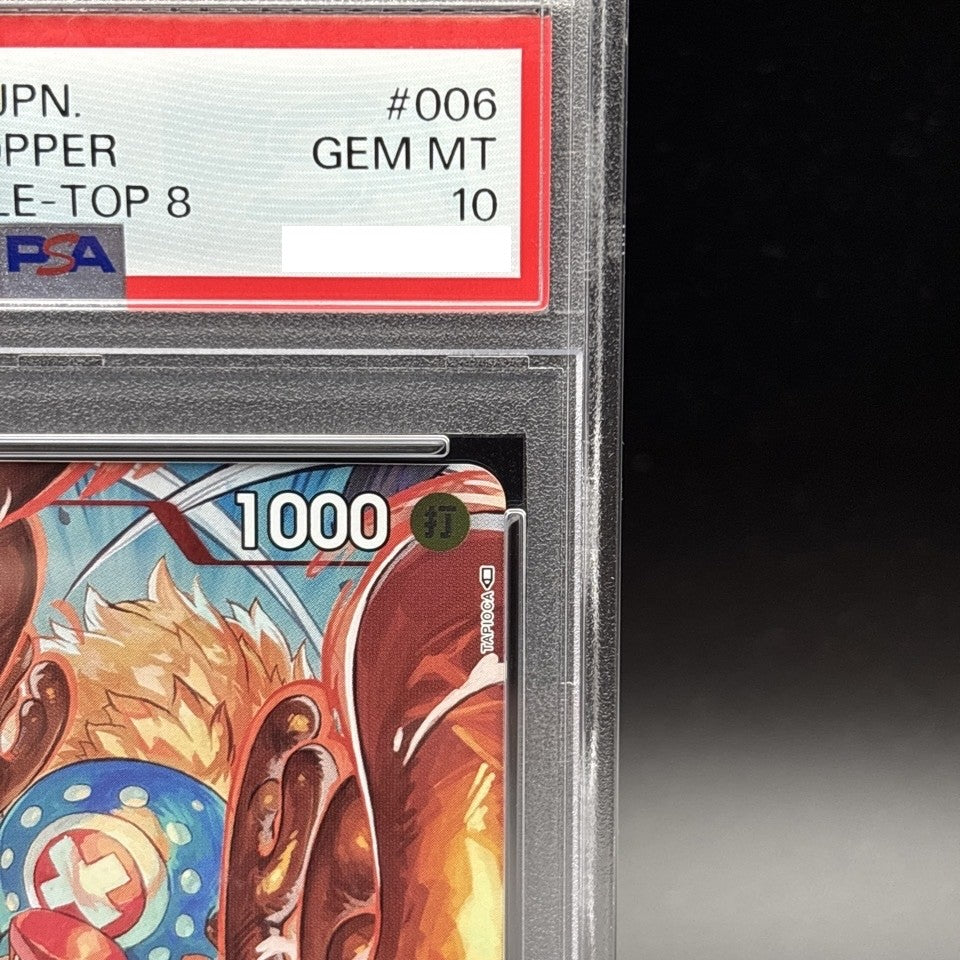 JPN. #006
OPPER GEM MT
LE-TOP 8 10
PSA
1000 打
TAPIOCA